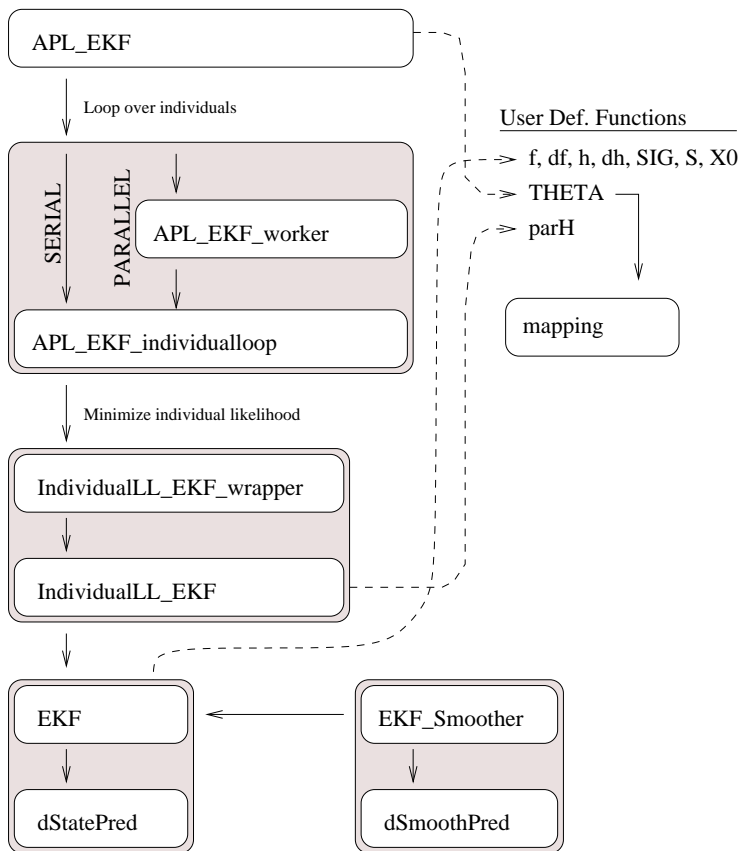 APL_EKF
Loop over individuals
User Def. Functions
f, df, h, dh, SIG, S, X0
THETA
parH
mapping
SERIAL
PARALLEL
APL_EKF_worker
APL_EKF_individualloop
Minimize individual likelihood
IndividualLL_EKF_wrapper
IndividualLL_EKF
EKF
EKF_Smoother
dStatePred
dSmoothPred